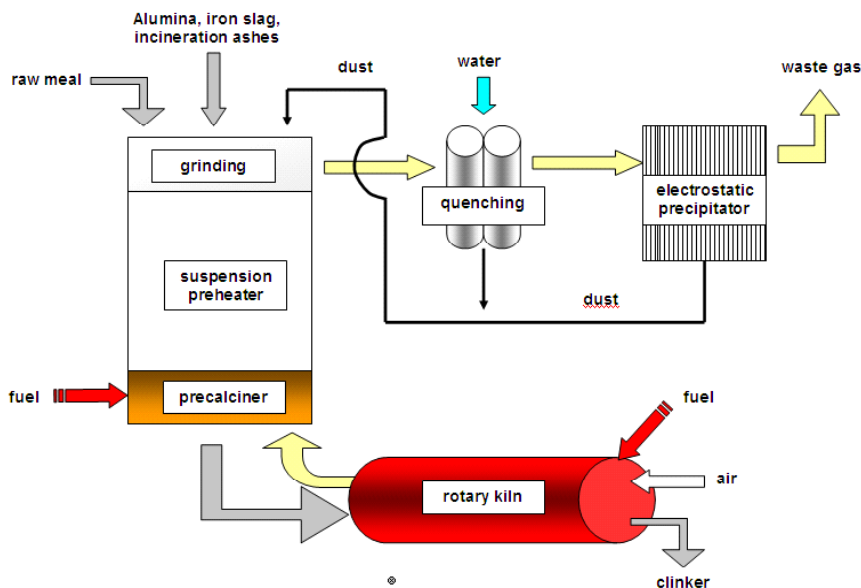 Alumina, iron slag,
incineration ashes
raw meal
dust
water
waste gas
grinding
quenching
electrostatic
precipitator
suspension
preheater
dust
fuel
precalciner
fuel
air
rotary kiln
clinker